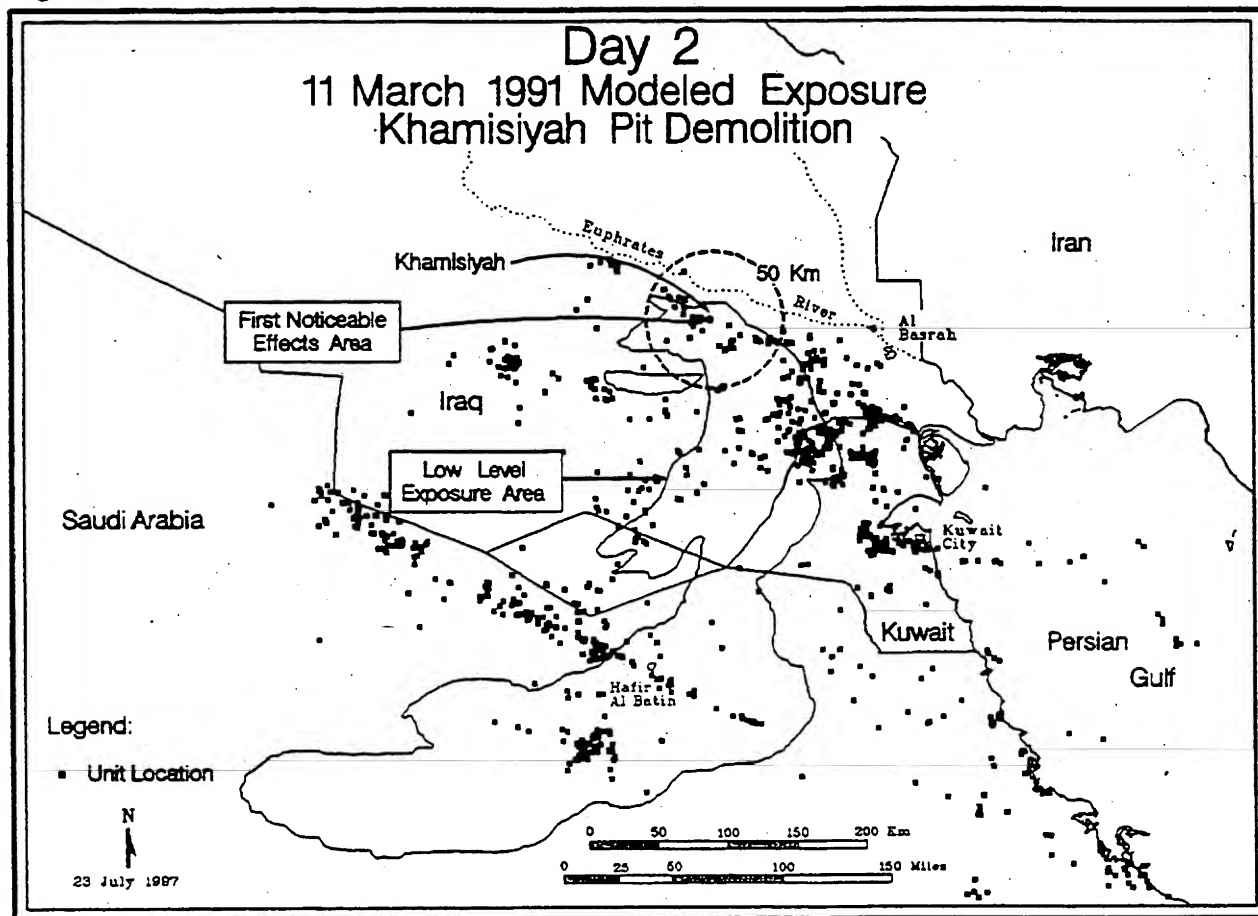 Day 2
11 March 1991 Modeled Exposure
Khamisiyah Pit Demolition
Iran
Euphrates
River
Khamisiyah
50 Km
First Noticeable
Effects Area
Al
Basrah
Iraq
Low Level
Exposure Area
Saudi Arabia
Kuwait
City
Kuwait
Persian
Gulf
Hafir
Al Batin
Legend:
Unit Location
N
23 July 1997
0 50 100 150 200 Km
0 25 50 100 150 Miles